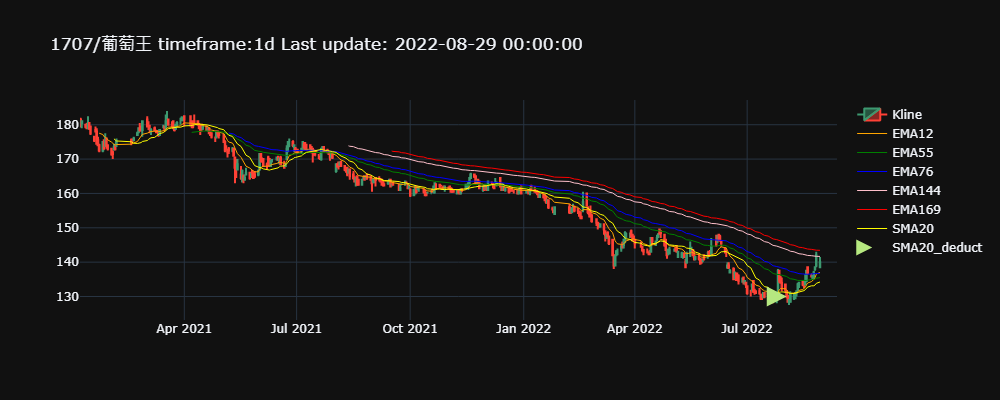 1707/葡萄王 timeframe:1d Last update: 2022-08-29 00:00:00
180
170
160
150
140
130
Apr 2021
Jul 2021
Oct 2021
Jan 2022
Apr 2022
Jul 2022
Kline
EMA12
EMA55
EMA76
EMA144
EMA169
SMA20
SMA20_deduct